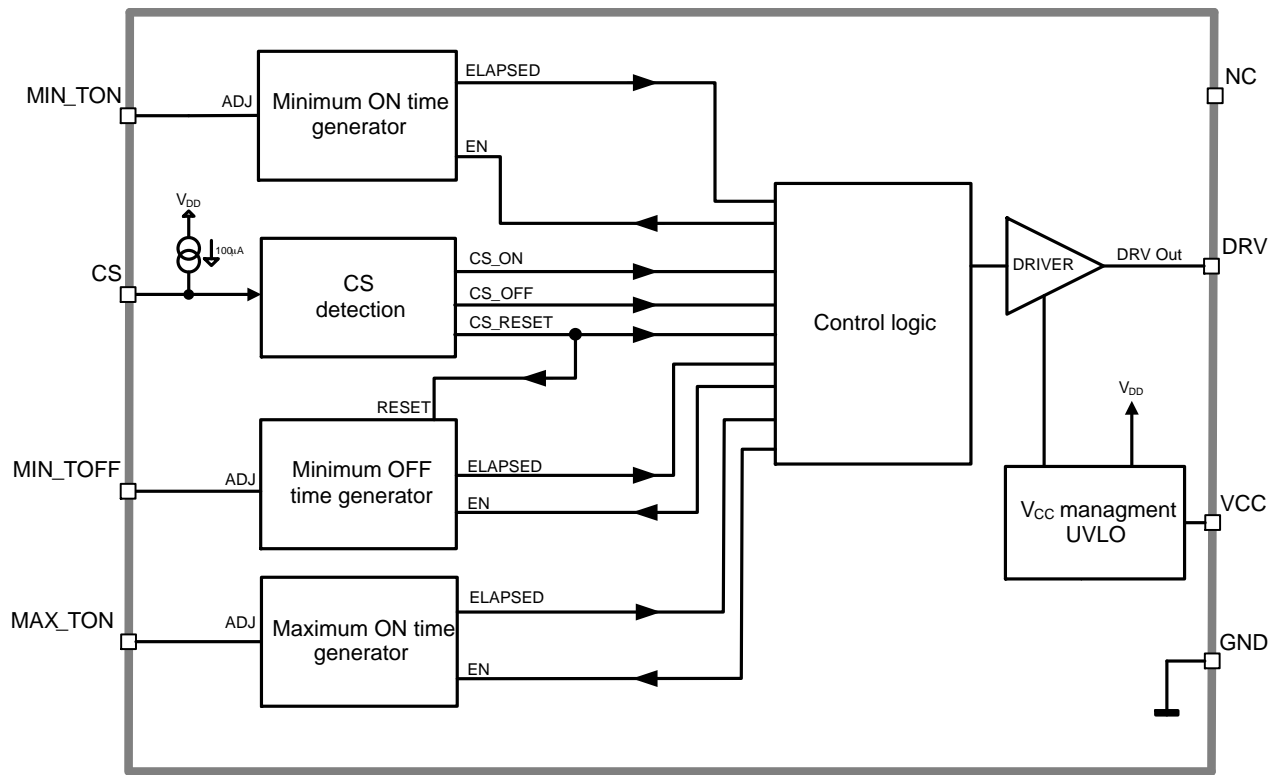 MIN_TON
ADJ
Minimum ON time
generator
ELAPSED
EN
NC
VDD
100µA
CS
CS
detection
CS_ON
CS_OFF
CS_RESET
Control logic
DRIVER
DRV Out
DRV
RESET
MIN_TOFF
ADJ
Minimum OFF
time generator
ELAPSED
EN
VDD
VCC managment
UVLO
VCC
MAX_TON
ADJ
Maximum ON time
generator
ELAPSED
EN
GND